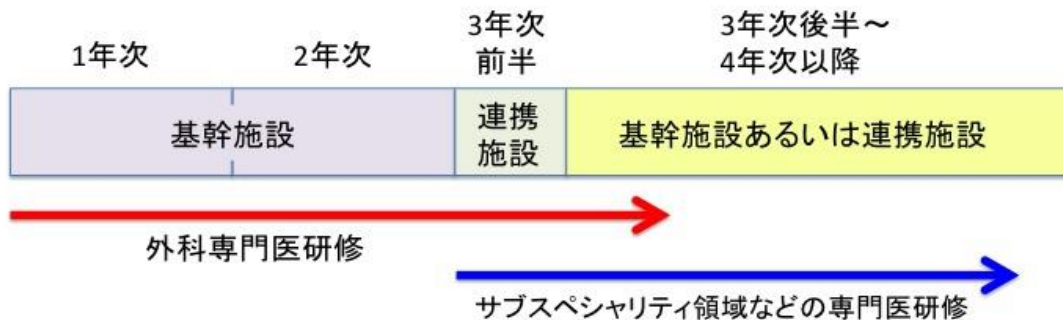 1年次
2年次
3年次
前半
3年次後半～
4年次以降
基幹施設
連携
施設
基幹施設あるいは連携施設
外科専門医研修
サブスペシャリティ領域などの専門医研修